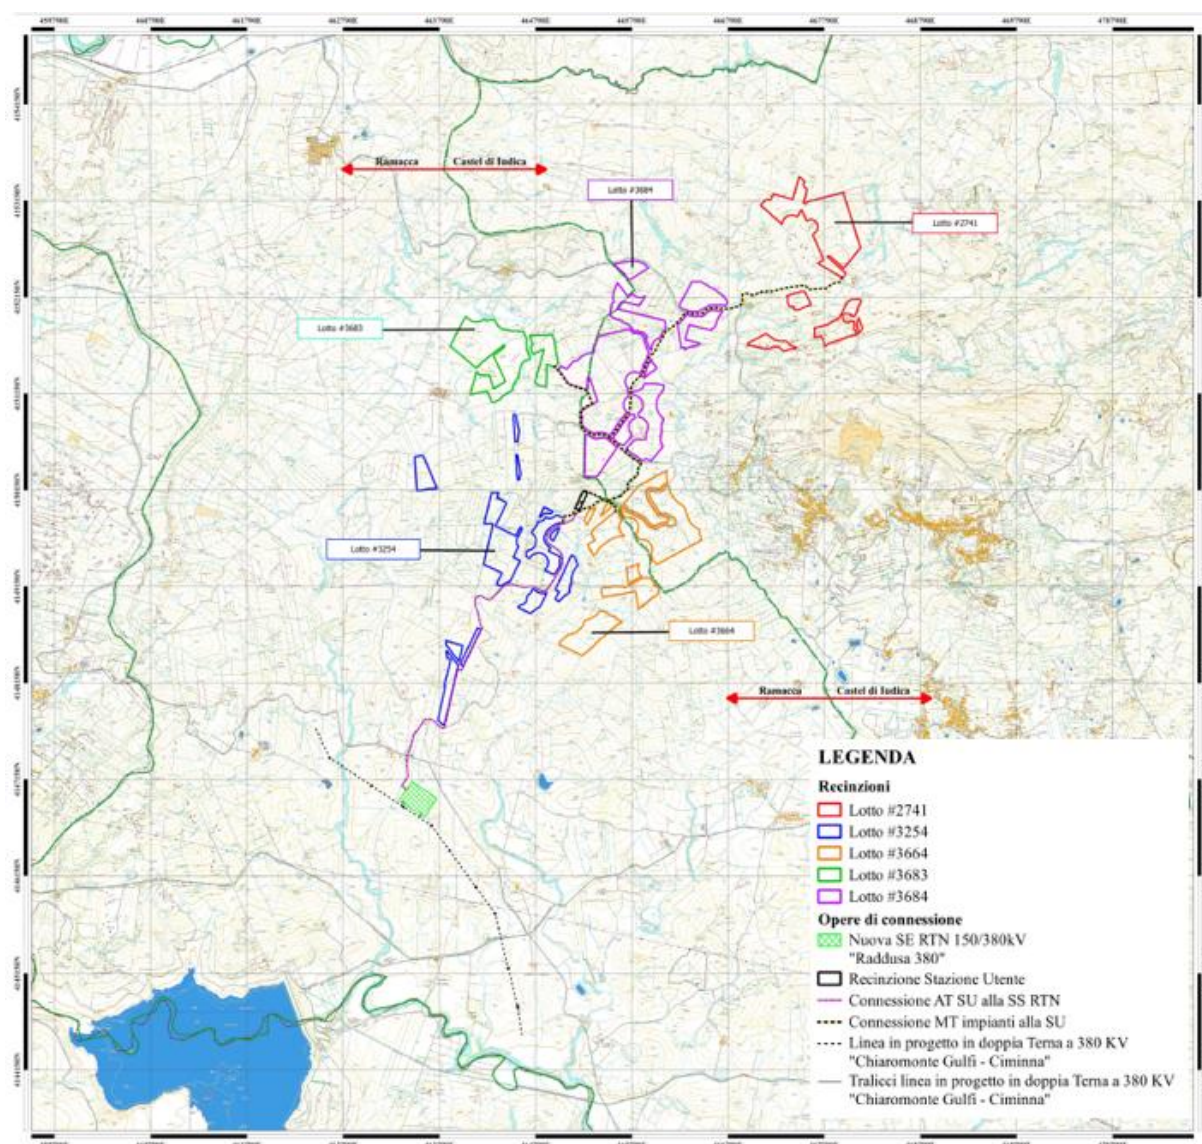 Ramacca Castel di Iudica
Lotto #3684
Lotto #2741
Lotto #3683
Lotto #3254
Lotto #3664
Ramacca Castel di Iudica
LEGENDA
Recinzioni
Lotto #2741
Lotto #3254
Lotto #3664
Lotto #3683
Lotto #3684
Opere di connessione
Nuova SE RTN 150/380kV
"Raddusa 380"
Recinzione Stazione Utente
Connessione AT SU alla SS RTN
Connessione MT impianti alla SU
Linea in progetto in doppia Terna a 380 KV
"Chiaromonte Gulfi - Ciminna"
Tralicci linea in progetto in doppia Terna a 380 KV
"Chiaromonte Gulfi - Ciminna"